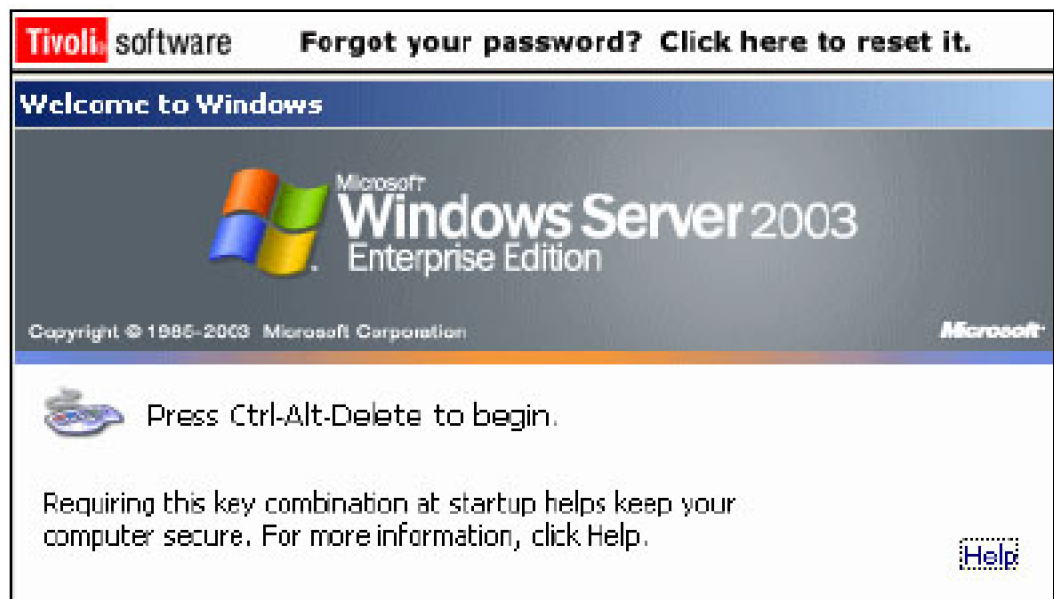 Tivoli® software Forgot your password? Click here to reset it.
Welcome to Windows
Microsoft
Windows Server 2003
Enterprise Edition
Copyright © 1985-2003 Microsoft Corporation Microsoft
Press Ctrl-Alt-Delete to begin.
Requiring this key combination at startup helps keep your
computer secure. For more information, click Help.
Help